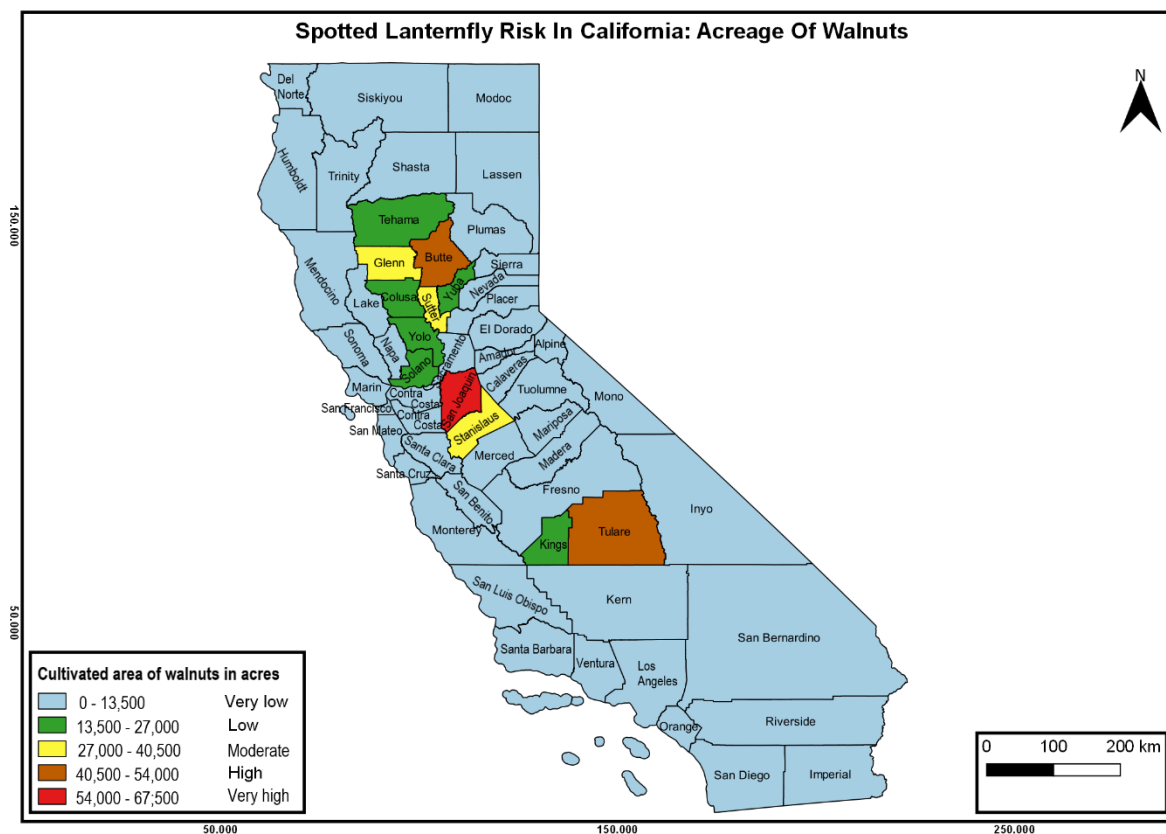 Spotted Lanternfly Risk In California: Acreage Of Walnuts
N
Del
Norte
Siskiyou
Modoc
Humboldt
Trinity
Shasta
Lassen
Tehama
Plumas
Butte
Glenn
Sierra
Mendocino
Lake
Colusa
Sutter
Yuba
Nevada
Placer
Yolo
El Dorado
Sonoma
Napa
Solano
Sacramento
Amador
Alpine
Marin
Contra
Costa
San Joaquin
Calaveras
Tuolumne
Mono
San Francisco
Contra
Costa
San Mateo
Stanislaus
Mariposa
Santa Clara
Merced
Madera
Santa Cruz
San Benito
Fresno
Inyo
Monterey
Kings
Tulare
San Luis Obispo
Kern
San Bernardino
Santa Barbara
Ventura
Los
Angeles
Orange
Riverside
San Diego
Imperial
150.000
50.000
Cultivated area of walnuts in acres
0 - 13,500 Very low
13,500 - 27,000 Low
27,000 - 40,500 Moderate
40,500 - 54,000 High
54,000 - 67;500 Very high
0 100 200 km
50.000 150.000 250.000